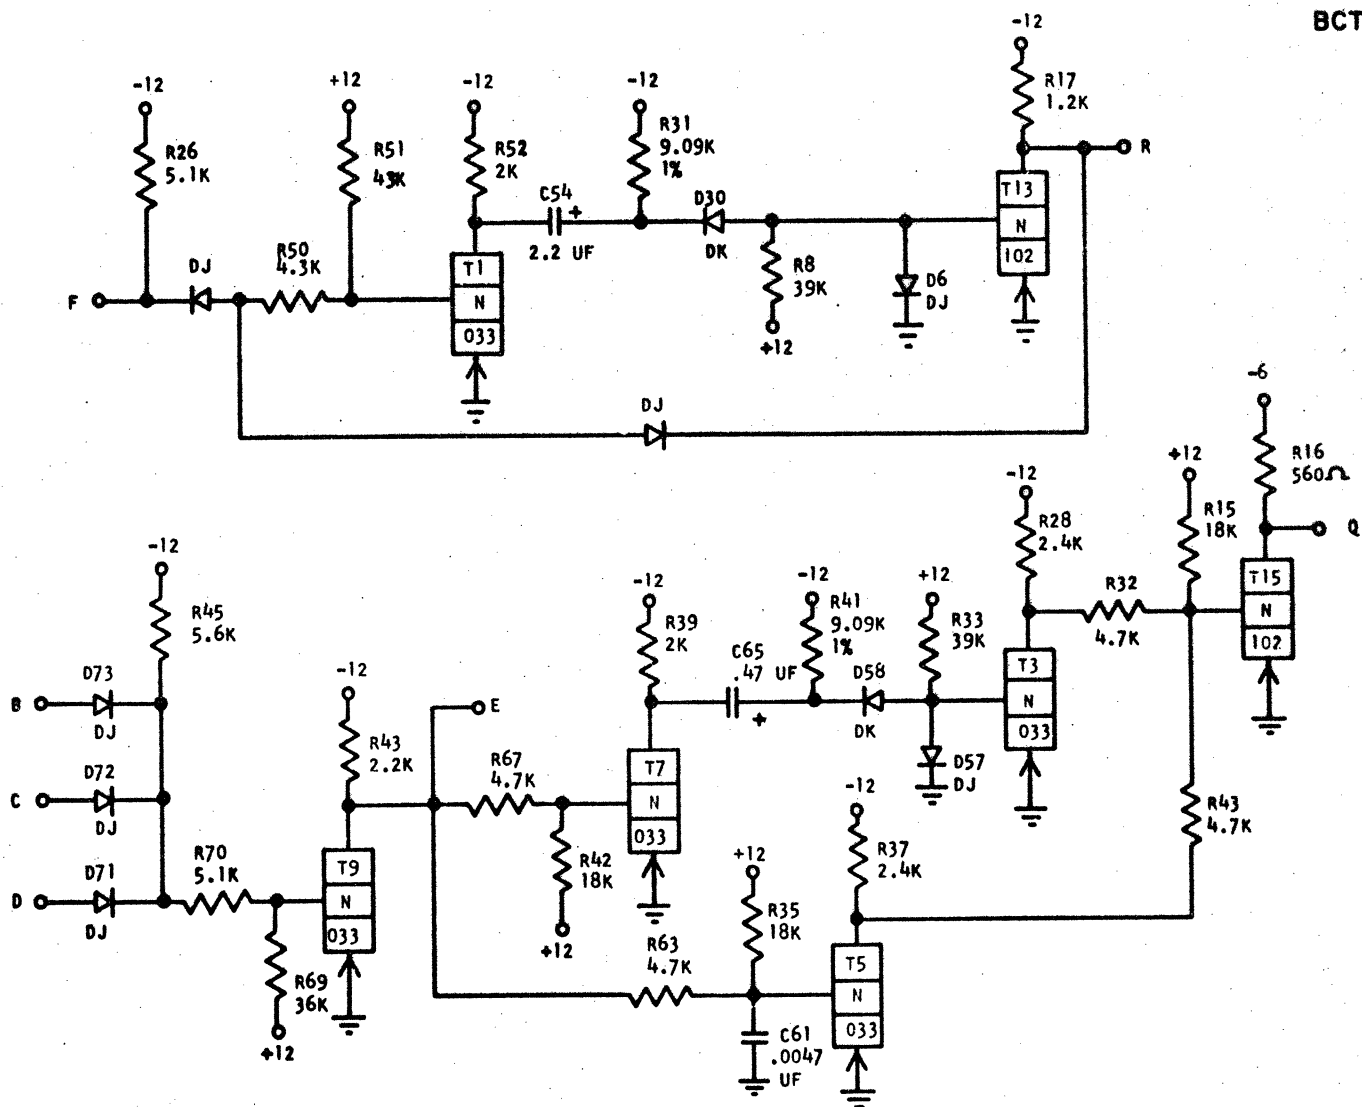 BCT
-12
R17
1.2K
R
T13
N
102
-12
R26
5.1K
+12
R51
43K
-12
R52
2K
-12
R31
9.09K
1%
C54
+
2.2 UF
D30
DK
R8
39K
+12
D6
DJ
F
DJ
R50
4.3K
T1
N
033
DJ
-6
R16
560Ω
Q
+12
R15
18K
T15
N
102
-12
R28
2.4K
R32
4.7K
T3
N
033
-12
R45
5.6K
B
D73
DJ
C
D72
DJ
D
D71
DJ
R70
5.1K
R69
36K
+12
-12
R43
2.2K
T9
N
033
E
R67
4.7K
R42
18K
+12
-12
R39
2K
T7
N
033
C65
.47 UF
+
-12
R41
9.09K
1%
D58
DK
+12
R33
39K
D57
DJ
R63
4.7K
+12
R35
18K
C61
.0047
UF
-12
R37
2.4K
T5
N
033
R43
4.7K